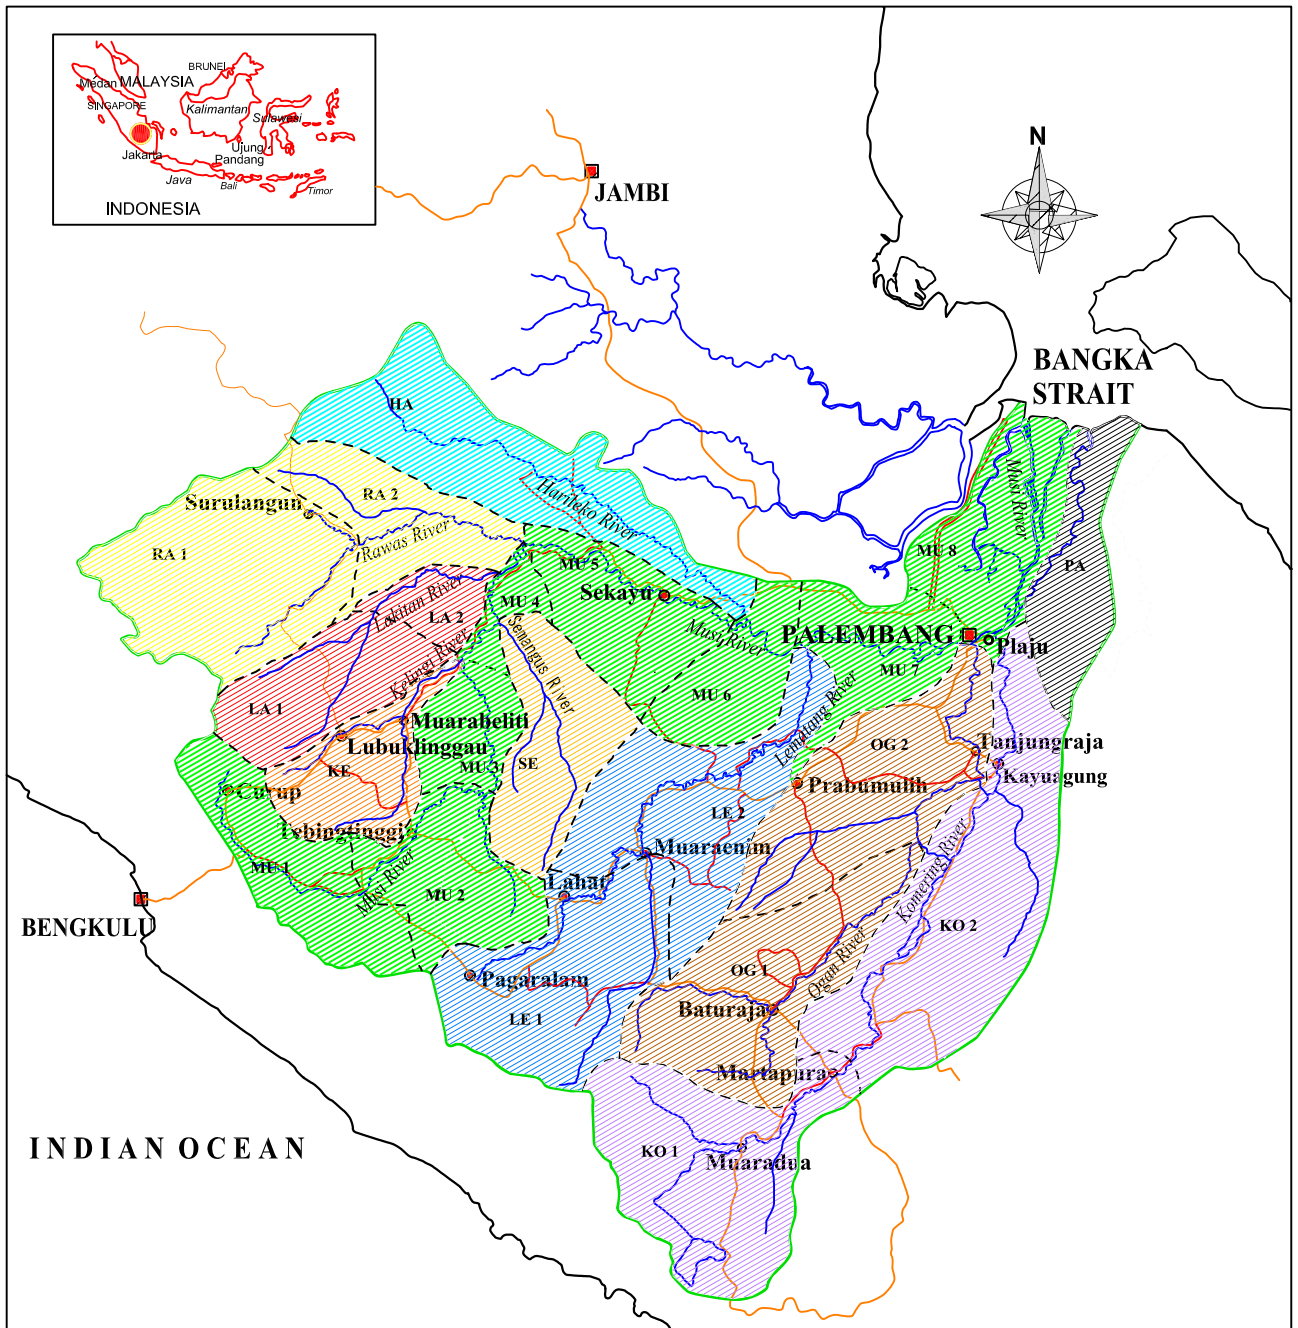 BRUNEI
Medan MALAYSIA
SINGAPORE
Kalimantan
Sulawesi
Jakarta
Ujung
Pandang
Java
Bali
Timor
INDONESIA
JAMBI
N
BANGKA
STRAIT
HA
RA 2
Surulangun
Harileko River
Musi River
Rawas River
RA 1
MU 5
MU 8
PA
Sekayu
Lakitan River
LA 2
MU 4
Semangus River
Musi River
PALEMBANG
Plaju
Kelingi River
MU 7
MU 6
Lematang River
LA 1
Muarabeliti
Lubuklinggau
OG 2
Tanjungraja
KE
MU 3
SE
Kayuagung
Curup
Prabumulih
LE 2
Tebingtinggi
Muaraenim
MU 1
Musi River
MU 2
Lahat
Komering River
BENGKULU
KO 2
Pagaralam
OG 1
Ogan River
LE 1
Baturaja
Martapura
INDIAN OCEAN
KO 1
Muaradua